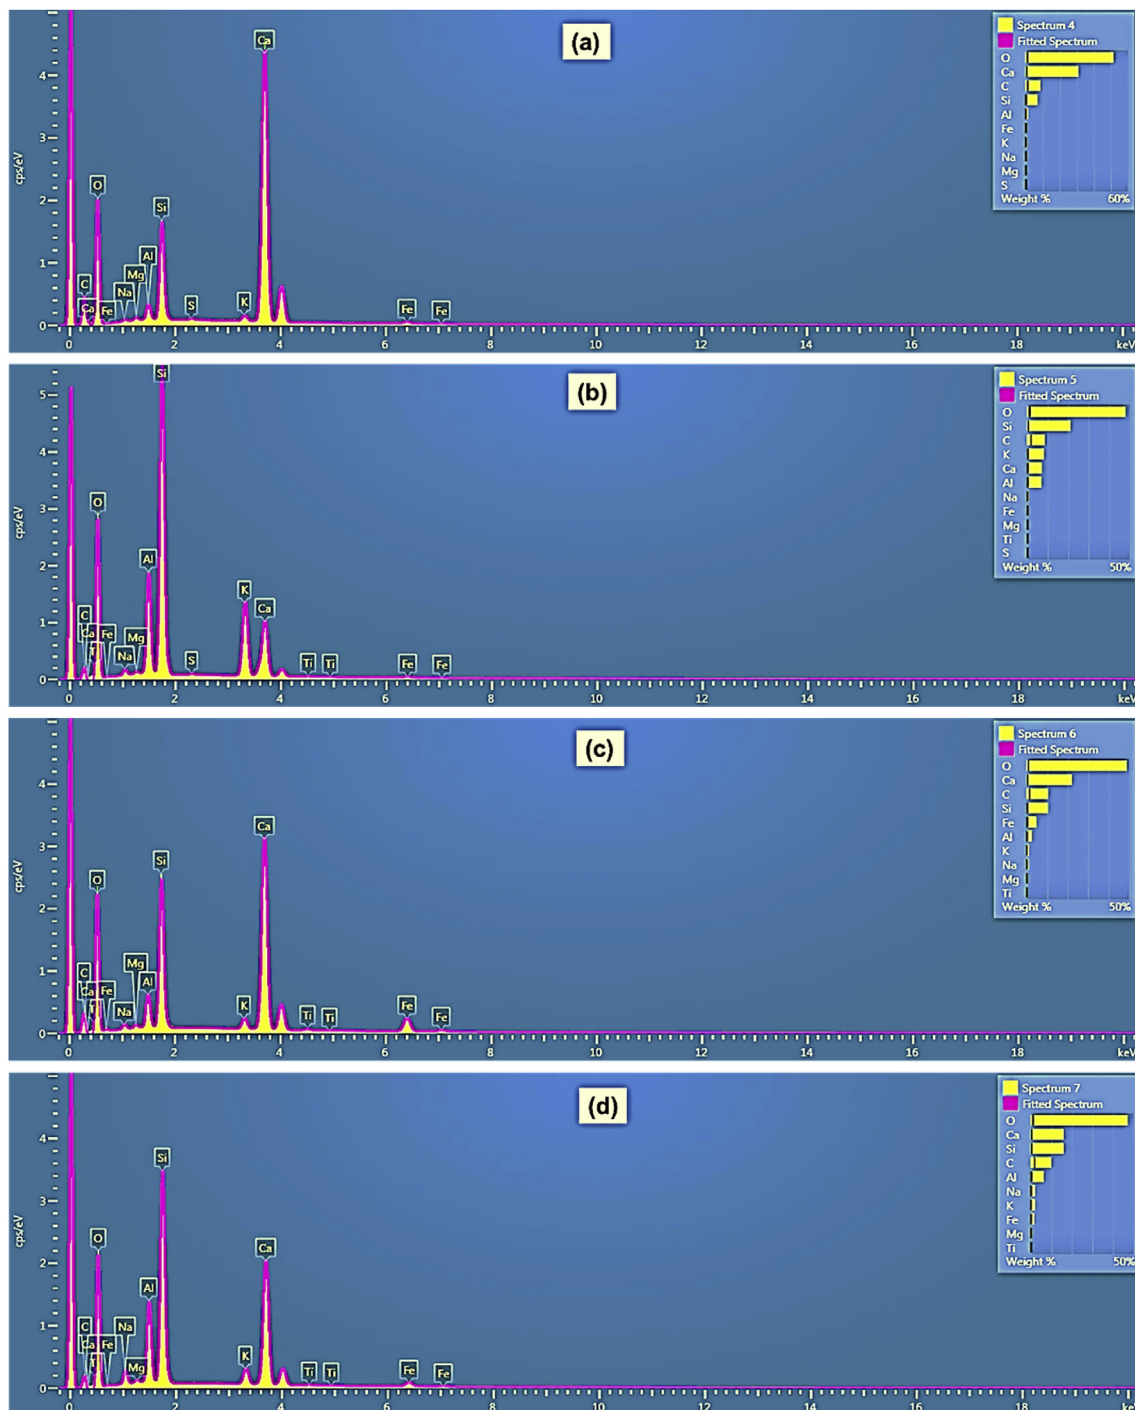 (a)
Spectrum 4
Fitted Spectrum
O
Ca
C
Si
Al
Fe
K
Na
Mg
S
Weight % 60%
cps/eV
4
3
2
1
0
Ca
O
Si
Al
Mg
C
Na
Ca
Fe
S
K
Fe
Fe
0 2 4 6 8 10 12 14 16 18 keV
(b)
Spectrum 5
Fitted Spectrum
O
Si
C
K
Ca
Al
Na
Fe
Mg
Ti
S
Weight % 50%
cps/eV
5
4
3
2
1
0
Si
O
Al
K
C
Ca
Ca
Fe
Mg
T
Na
S
Ti
Ti
Fe
Fe
0 2 4 6 8 10 12 14 16 18 keV
(c)
Spectrum 6
Fitted Spectrum
O
Ca
C
Si
Fe
Al
K
Na
Mg
Ti
Weight % 50%
cps/eV
4
3
2
1
0
Ca
Si
O
Mg
C
Al
Ca
Fe
T
Na
K
Ti
Ti
Fe
Fe
0 2 4 6 8 10 12 14 16 18 keV
(d)
Spectrum 7
Fitted Spectrum
O
Ca
Si
C
Al
Na
K
Fe
Mg
Ti
Weight % 50%
cps/eV
4
3
2
1
0
Si
O
Ca
Al
C
Na
Ca
Fe
T
Mg
K
Ti
Ti
Fe
Fe
0 2 4 6 8 10 12 14 16 18 ke